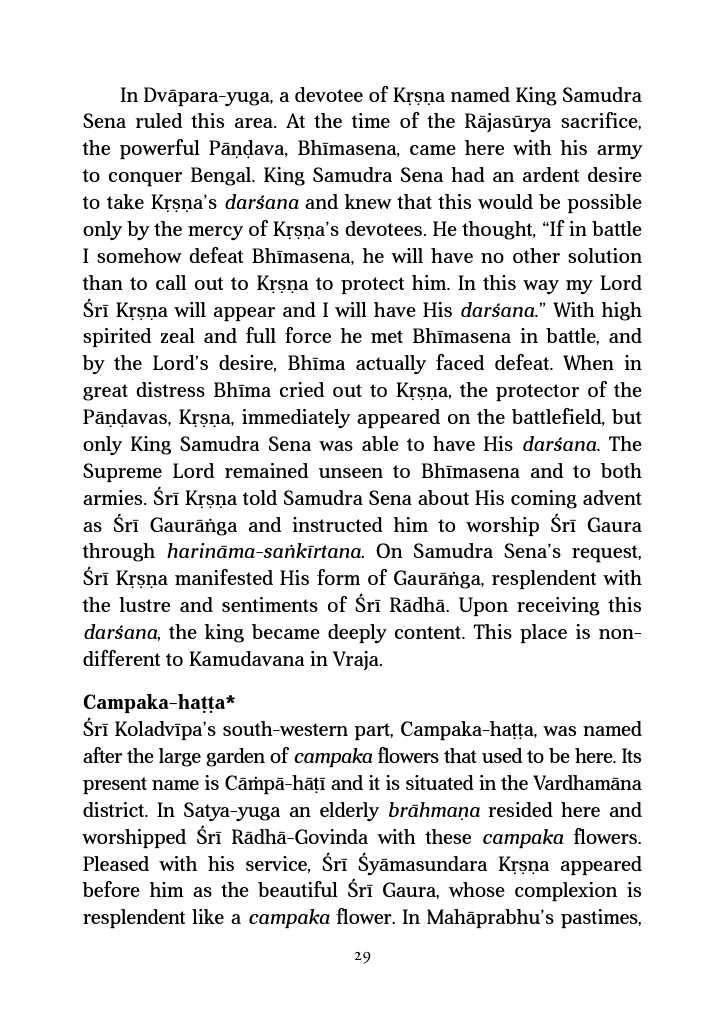 In Dvāpara-yuga, a devotee of Kṛṣṇa named King Samudra
Sena ruled this area. At the time of the Rājasūrya sacrifice,
the powerful Pāṇḍava, Bhīmasena, came here with his army
to conquer Bengal. King Samudra Sena had an ardent desire
to take Kṛṣṇa’s darśana and knew that this would be possible
only by the mercy of Kṛṣṇa’s devotees. He thought, “If in battle
I somehow defeat Bhīmasena, he will have no other solution
than to call out to Kṛṣṇa to protect him. In this way my Lord
Śrī Kṛṣṇa will appear and I will have His darśana.” With high
spirited zeal and full force he met Bhīmasena in battle, and
by the Lord’s desire, Bhīma actually faced defeat. When in
great distress Bhīma cried out to Kṛṣṇa, the protector of the
Pāṇḍavas, Kṛṣṇa, immediately appeared on the battlefield, but
only King Samudra Sena was able to have His darśana. The
Supreme Lord remained unseen to Bhīmasena and to both
armies. Śrī Kṛṣṇa told Samudra Sena about His coming advent
as Śrī Gaurāṅga and instructed him to worship Śrī Gaura
through harināma-saṅkīrtana. On Samudra Sena’s request,
Śrī Kṛṣṇa manifested His form of Gaurāṅga, resplendent with
the lustre and sentiments of Śrī Rādhā. Upon receiving this
darśana, the king became deeply content. This place is non-
different to Kamudavana in Vraja.
Campaka-haṭṭa*
Śrī Koladvīpa’s south-western part, Campaka-haṭṭa, was named
after the large garden of campaka flowers that used to be here. Its
present name is Cāṁpā-hāṭī and it is situated in the Vardhamāna
district. In Satya-yuga an elderly brāhmaṇa resided here and
worshipped Śrī Rādhā-Govinda with these campaka flowers.
Pleased with his service, Śrī Śyāmasundara Kṛṣṇa appeared
before him as the beautiful Śrī Gaura, whose complexion is
resplendent like a campaka flower. In Mahāprabhu’s pastimes,
29